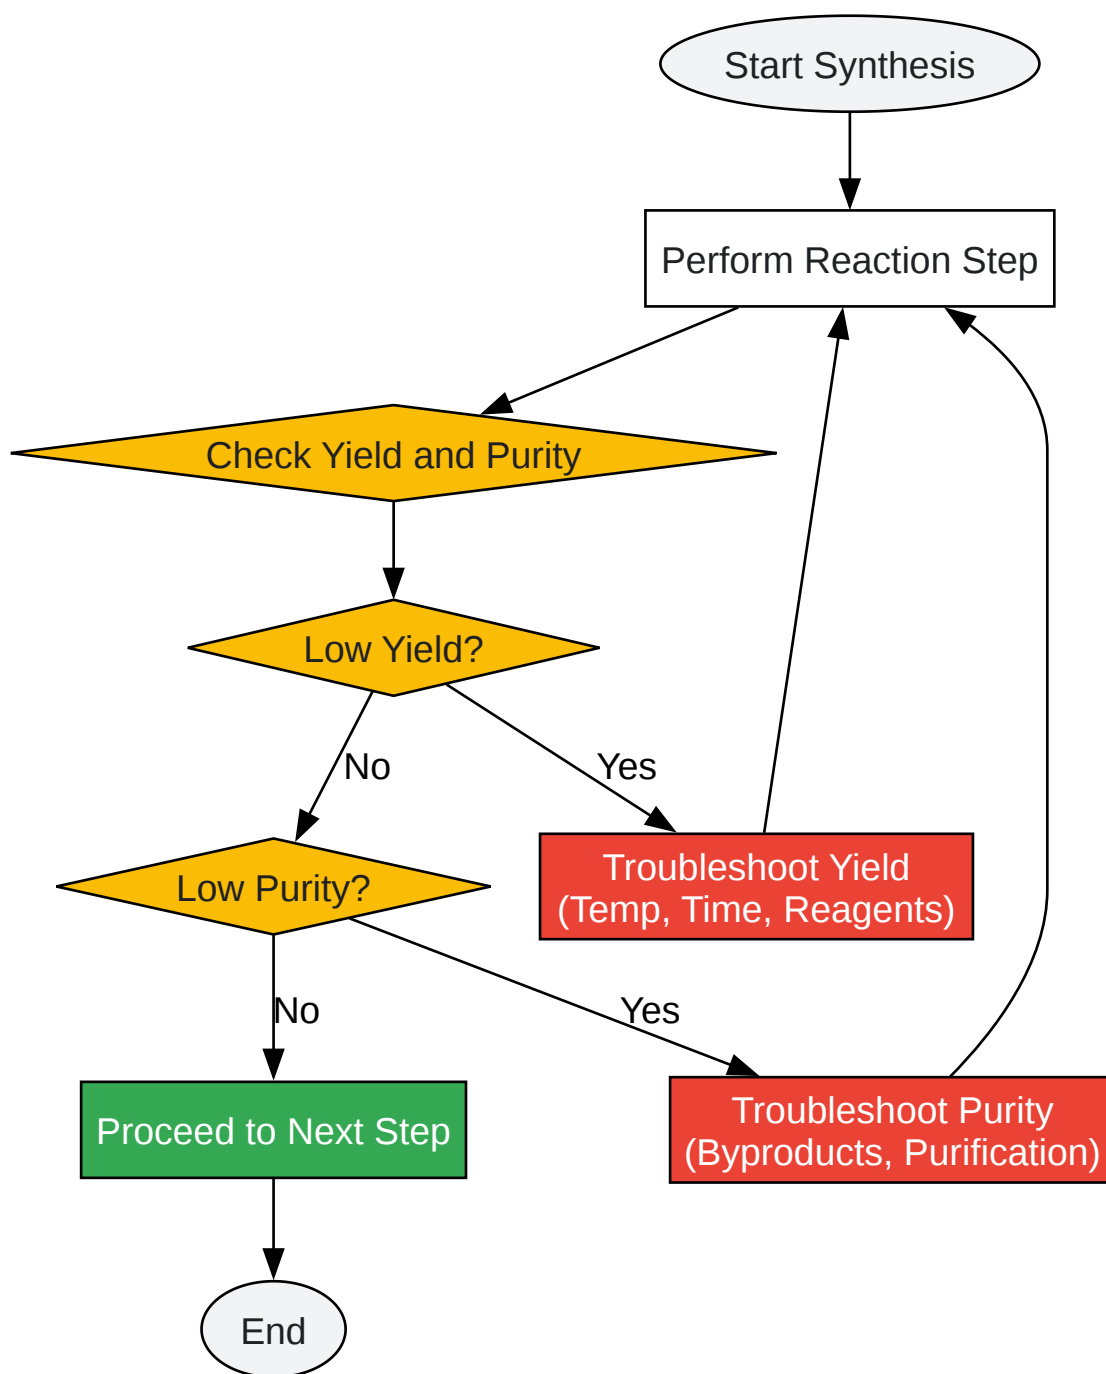 Start Synthesis
Perform Reaction Step
Check Yield and Purity
Low Yield?
No
Yes
Troubleshoot Yield
(Temp, Time, Reagents)
Low Purity?
No
Yes
Proceed to Next Step
Troubleshoot Purity
(Byproducts, Purification)
End